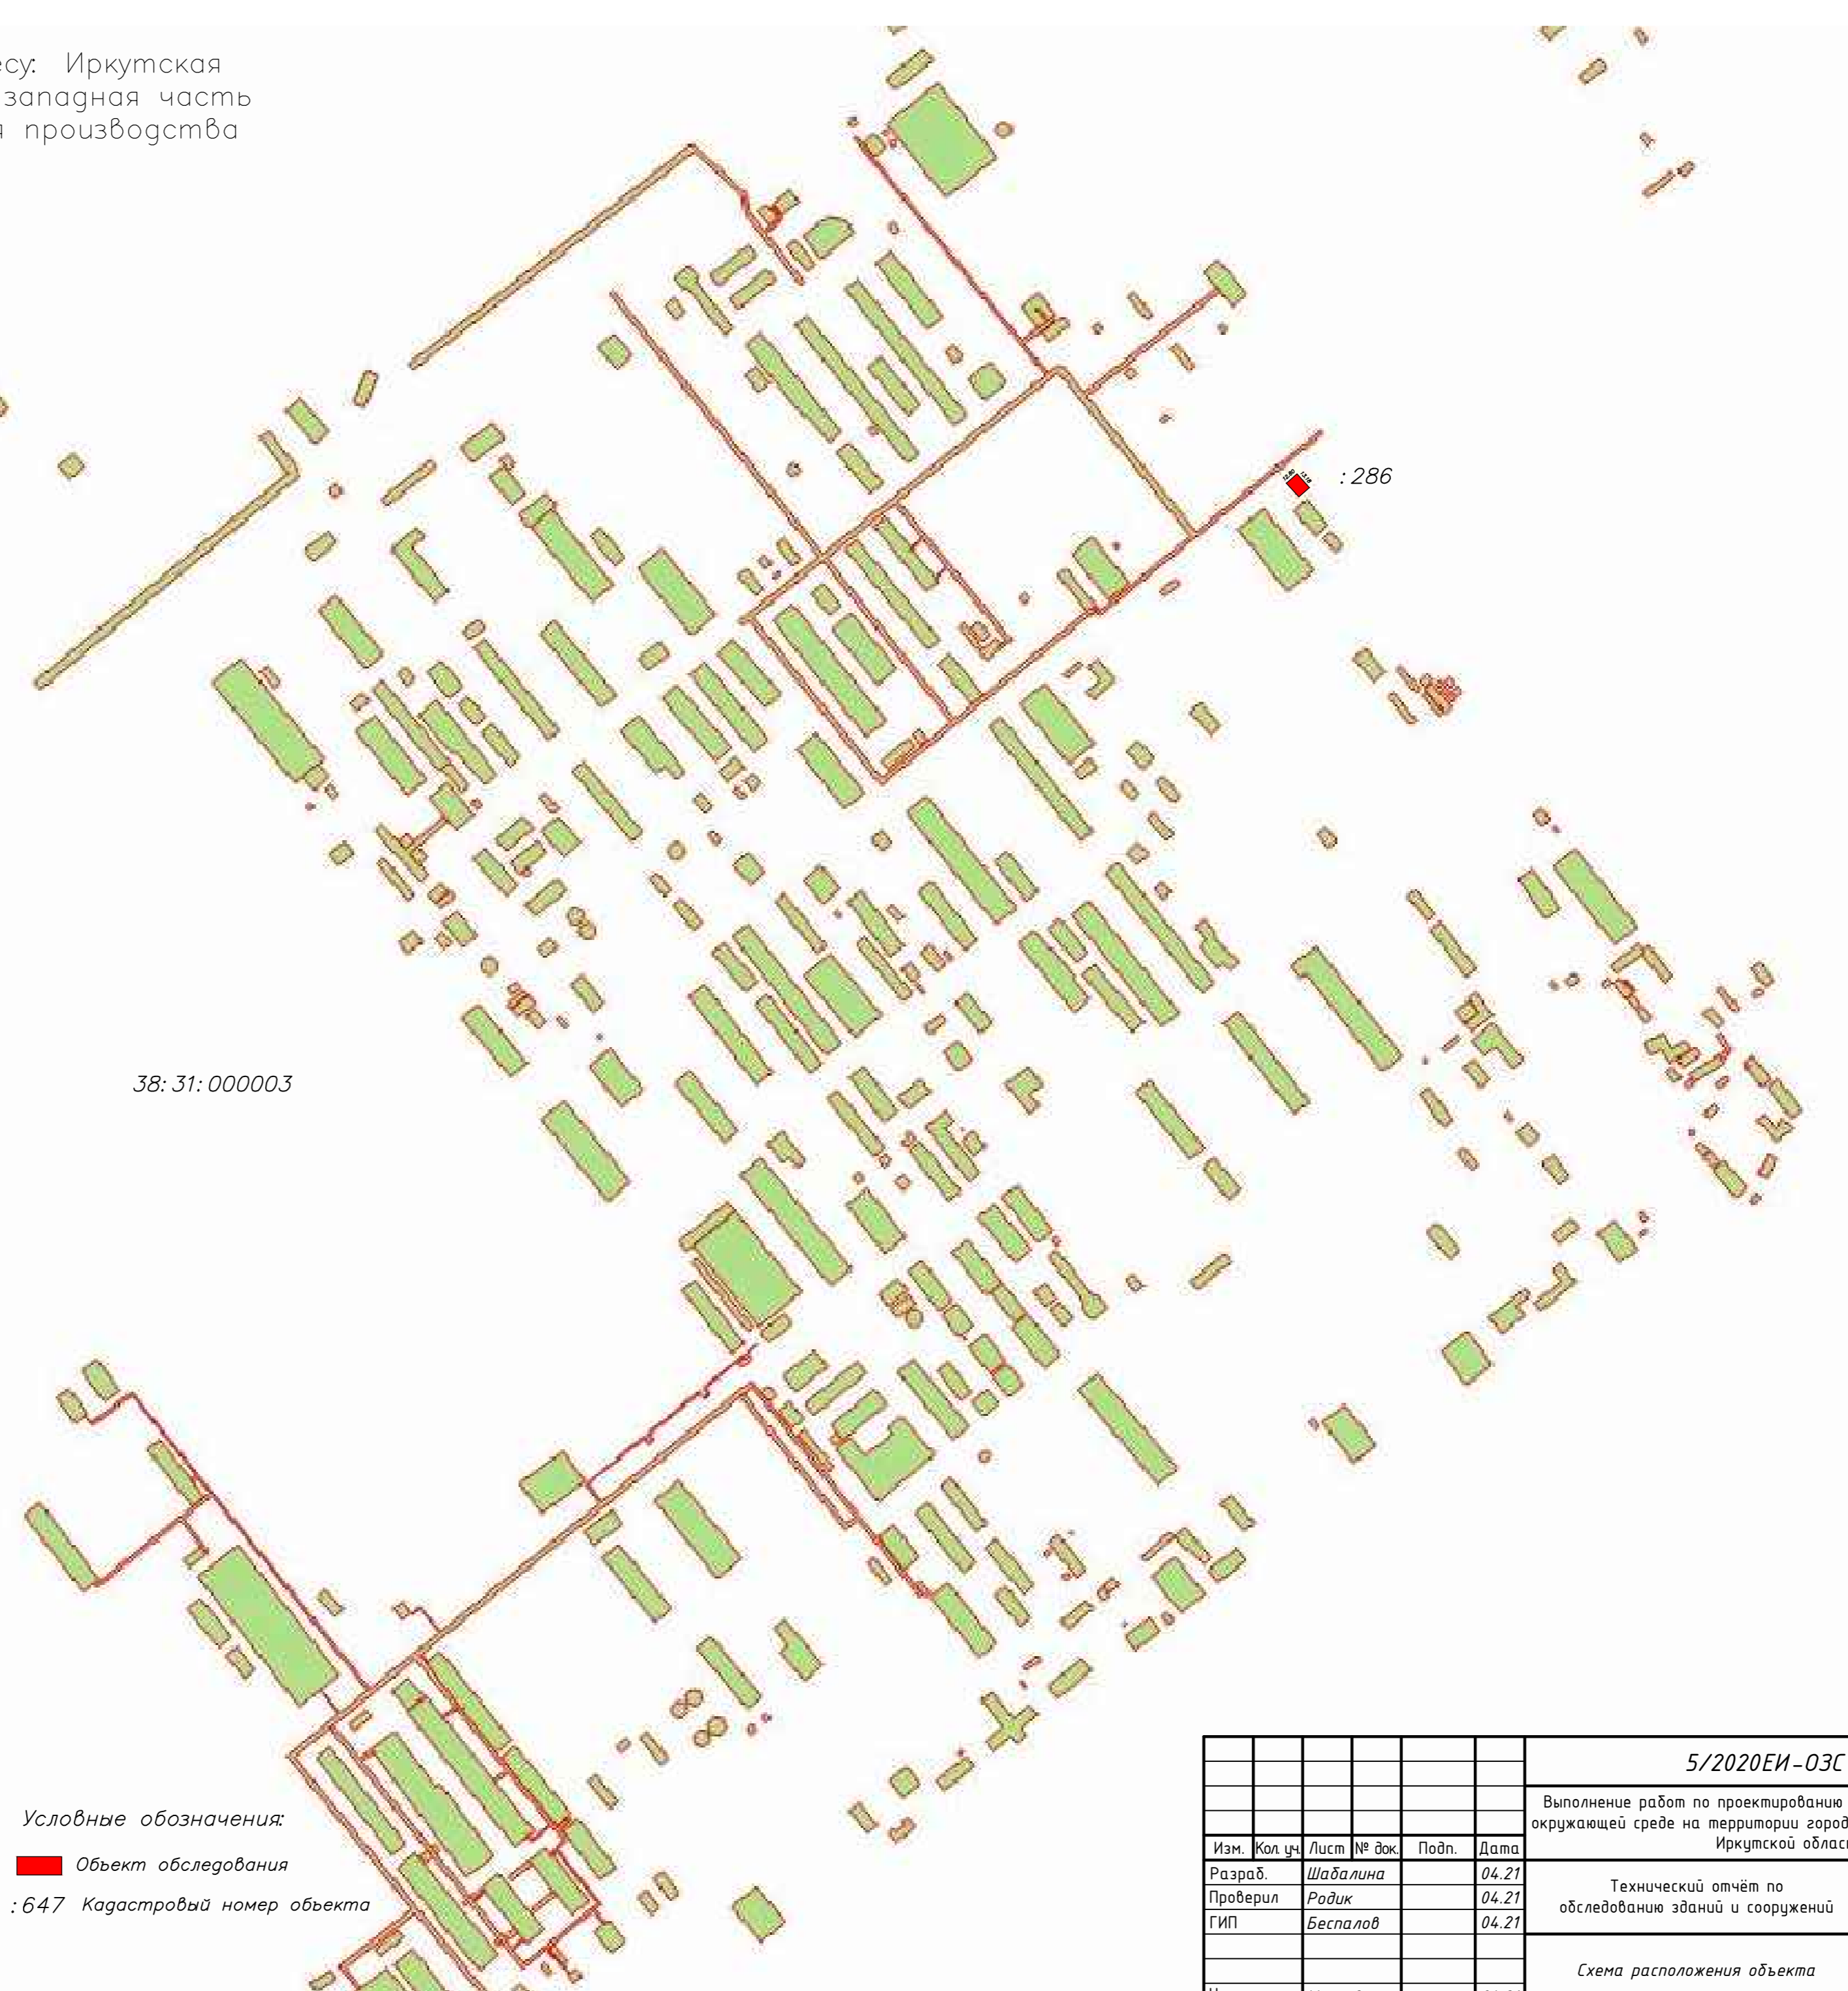 есу: Иркутская
западная часть
я производства
:286
38:31:000003
Условные обозначения:
Объект обследования
:647 Кадастровый номер объекта
5/2020ЕИ-ОЗС
Выполнение работ по проектированию
окружающей среде на территории город
Иркутской облас
Изм. Кол. уч. Лист № док. Подп. Дата
Разраб. Шабалина 04.21
Проверил Родик 04.21
ГИП Беспалов 04.21
Технический отчёт по
обследованию зданий и сооружений
Схема расположения объекта